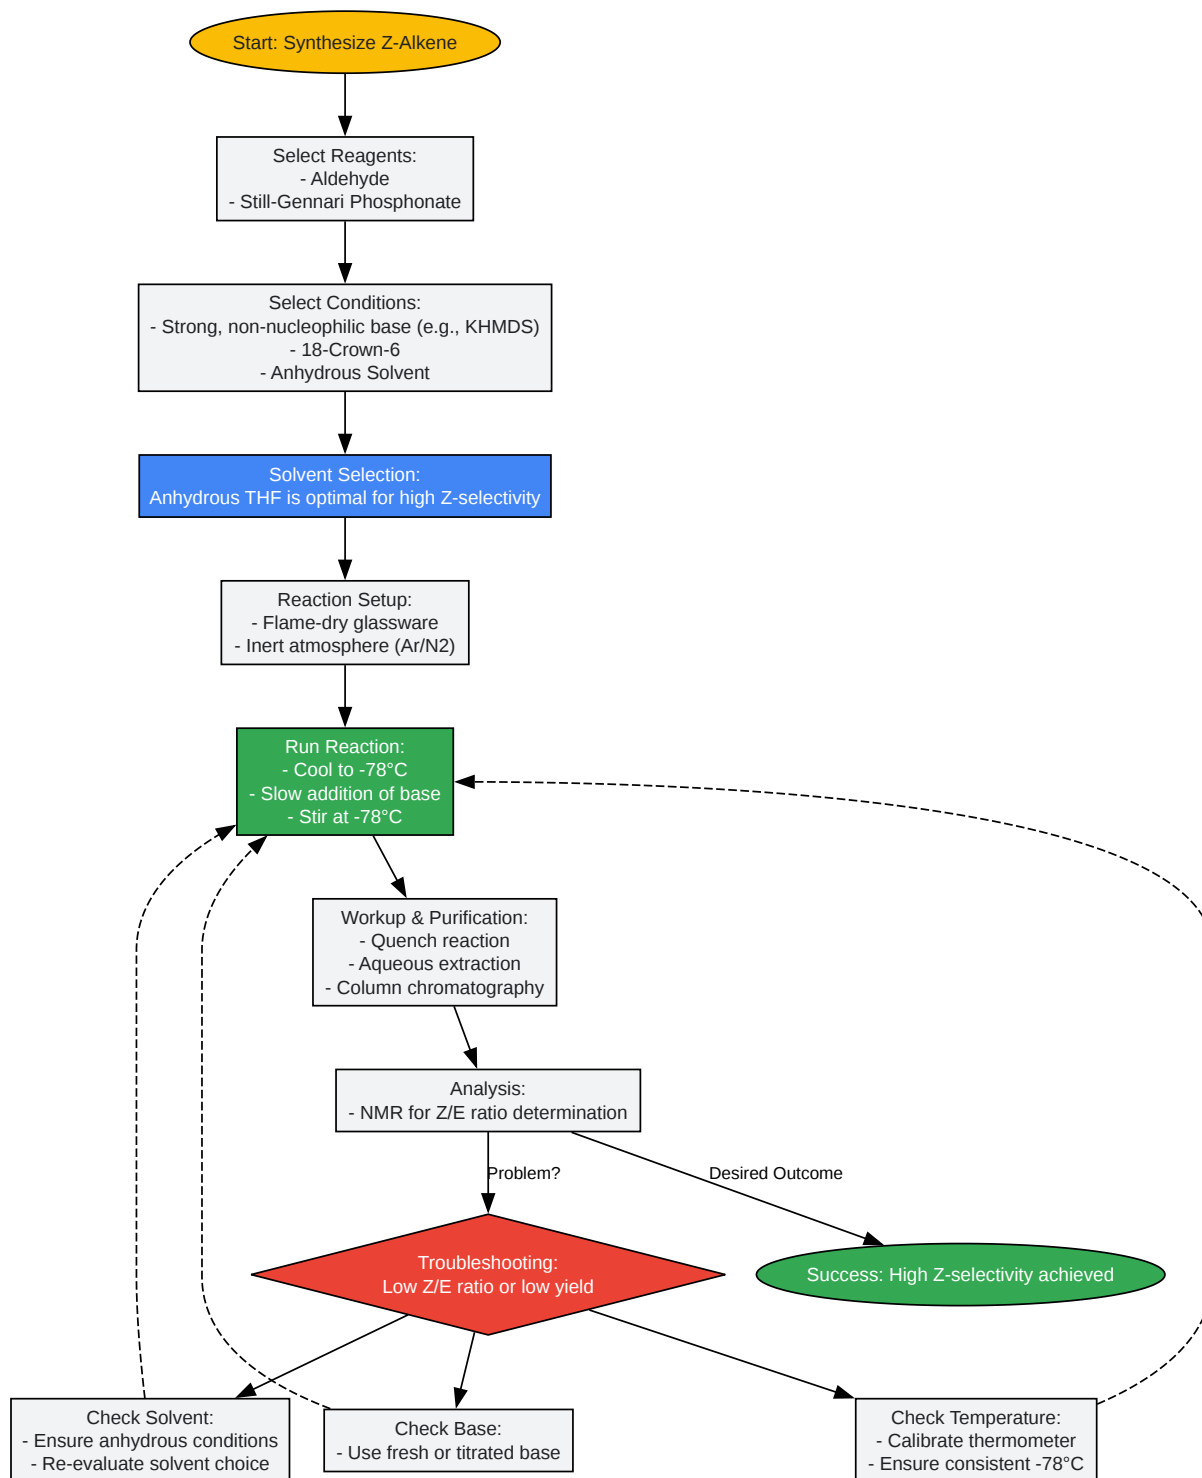 Start: Synthesize Z-Alkene
Select Reagents:
- Aldehyde
- Still-Gennari Phosphonate
Select Conditions:
- Strong, non-nucleophilic base (e.g., KHMDS)
- 18-Crown-6
- Anhydrous Solvent
Solvent Selection:
Anhydrous THF is optimal for high Z-selectivity
Reaction Setup:
- Flame-dry glassware
- Inert atmosphere (Ar/N2)
Run Reaction:
- Cool to -78°C
- Slow addition of base
- Stir at -78°C
Workup & Purification:
- Quench reaction
- Aqueous extraction
- Column chromatography
Analysis:
- NMR for Z/E ratio determination
Problem?
Desired Outcome
Troubleshooting:
Low Z/E ratio or low yield
Success: High Z-selectivity achieved
Check Solvent:
- Ensure anhydrous conditions
- Re-evaluate solvent choice
Check Base:
- Use fresh or titrated base
Check Temperature:
- Calibrate thermometer
- Ensure consistent -78°C